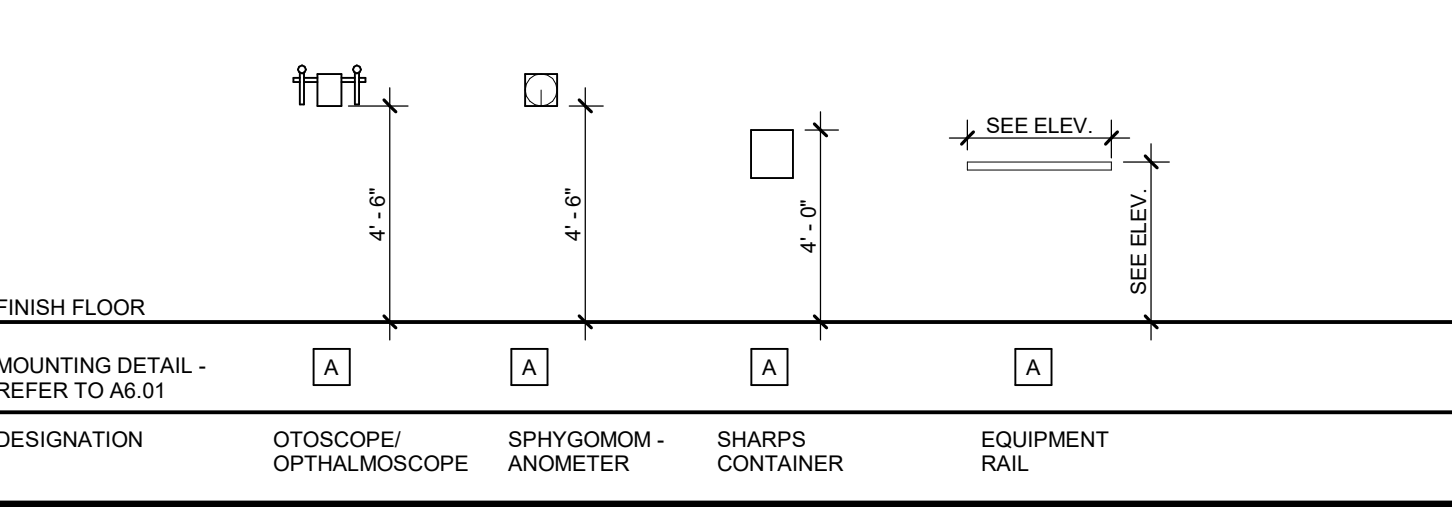 SEE ELEV.
4' - 6"
4' - 6"
4' - 0"
SEE ELEV.
FINISH FLOOR
MOUNTING DETAIL -
REFER TO A6.01
A
A
A
A
DESIGNATION
OTOSCOPE/
OPTHALMOSCOPE
SPHYGOMOM -
ANOMETER
SHARPS
CONTAINER
EQUIPMENT
RAIL